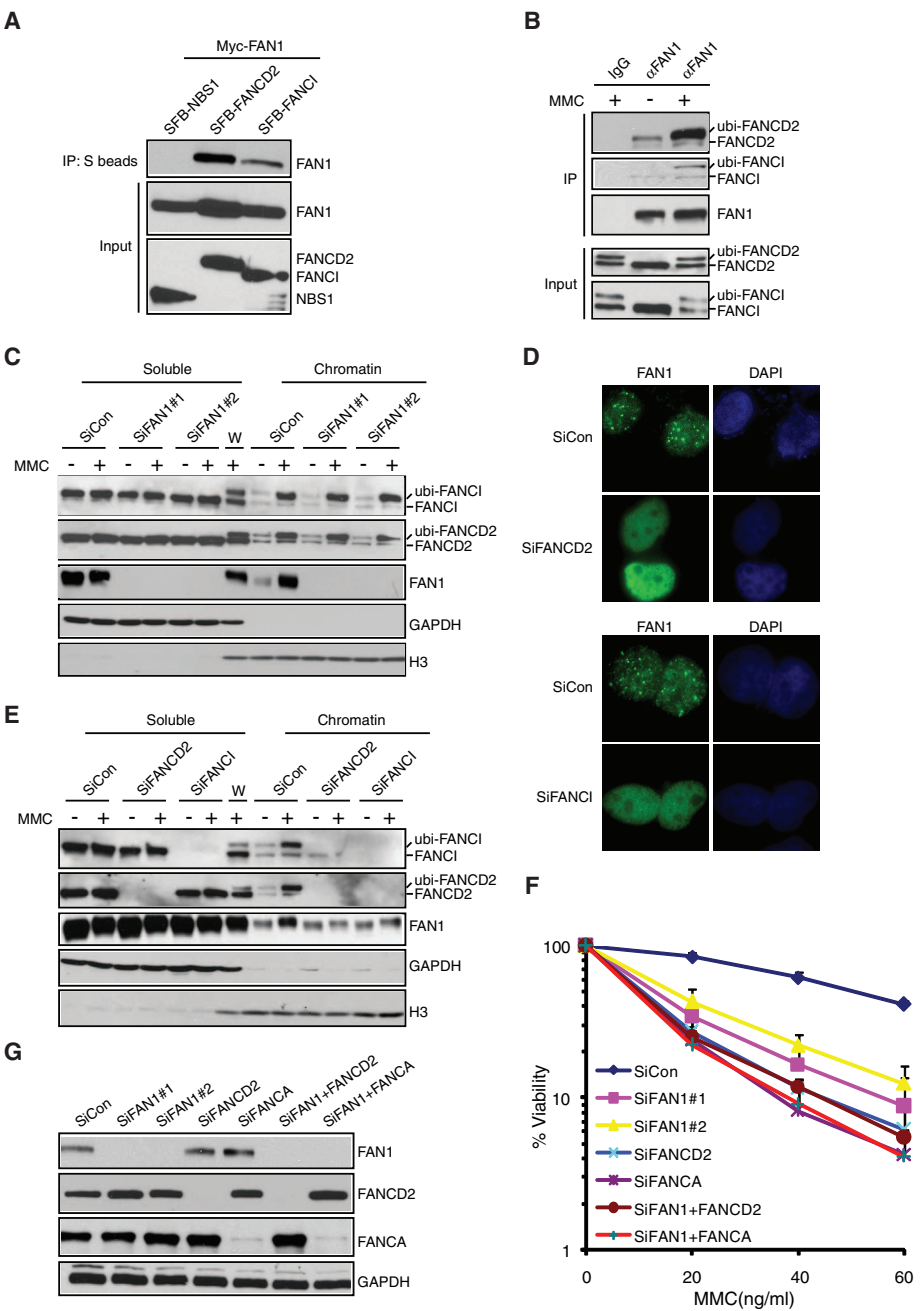 A
Myc-FAN1
SFB-NBS1
SFB-FANCD2
SFB-FANCI
IP: S beads
FAN1
FAN1
Input
FANCD2
FANCI
NBS1
B
IgG
αFAN1
αFAN1
MMC + - +
ubi-FANCD2
FANCD2
IP
ubi-FANCI
FANCI
FAN1
ubi-FANCD2
FANCD2
Input
ubi-FANCI
FANCI
C
Soluble Chromatin
SiCon SiFAN1#1 SiFAN1#2 W SiCon SiFAN1#1 SiFAN1#2
MMC - + - + - + + - + - + - +
ubi-FANCI
FANCI
ubi-FANCD2
FANCD2
FAN1
GAPDH
H3
D
FAN1 DAPI
SiCon
SiFANCD2
FAN1 DAPI
SiCon
SiFANCI
E
Soluble Chromatin
SiCon SiFANCD2 SiFANCI W SiCon SiFANCD2 SiFANCI
MMC - + - + - + + - + - + - +
ubi-FANCI
FANCI
ubi-FANCD2
FANCD2
FAN1
GAPDH
H3
F
100
10
1
% Viability
SiCon
SiFAN1#1
SiFAN1#2
SiFANCD2
SiFANCA
SiFAN1+FANCD2
SiFAN1+FANCA
0 20 40 60
MMC(ng/ml)
G
SiCon SiFAN1#1 SiFAN1#2 SiFANCD2 SiFANCA SiFAN1+FANCD2 SiFAN1+FANCA
FAN1
FANCD2
FANCA
GAPDH